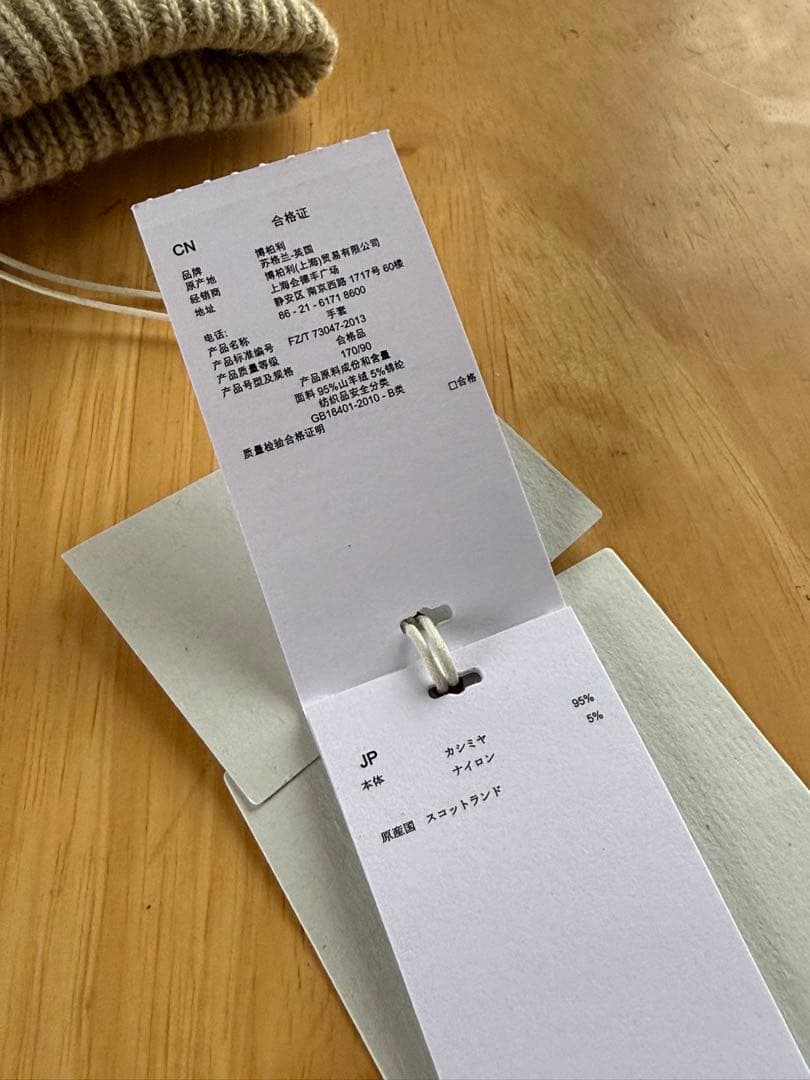 合格证
CN
品牌 博柏利
原产地 苏格兰-英国
经销商 博柏利(上海)贸易有限公司
地址 上海会德丰广场
静安区 南京西路 1717号 60楼
电话: 86 - 21 - 6171 8600
产品名称 手套
产品标准编号 FZ/T 73047-2013
产品质量等级 合格品
产品号型及规格 170/90
产品原料成份和含量
面料 95%山羊绒 5%锦纶
纺织品安全分类
GB18401-2010 - B类
质量检验合格证明 口合格
JP
本体 カシミヤ 95%
ナイロン 5%
原産国 スコットランド